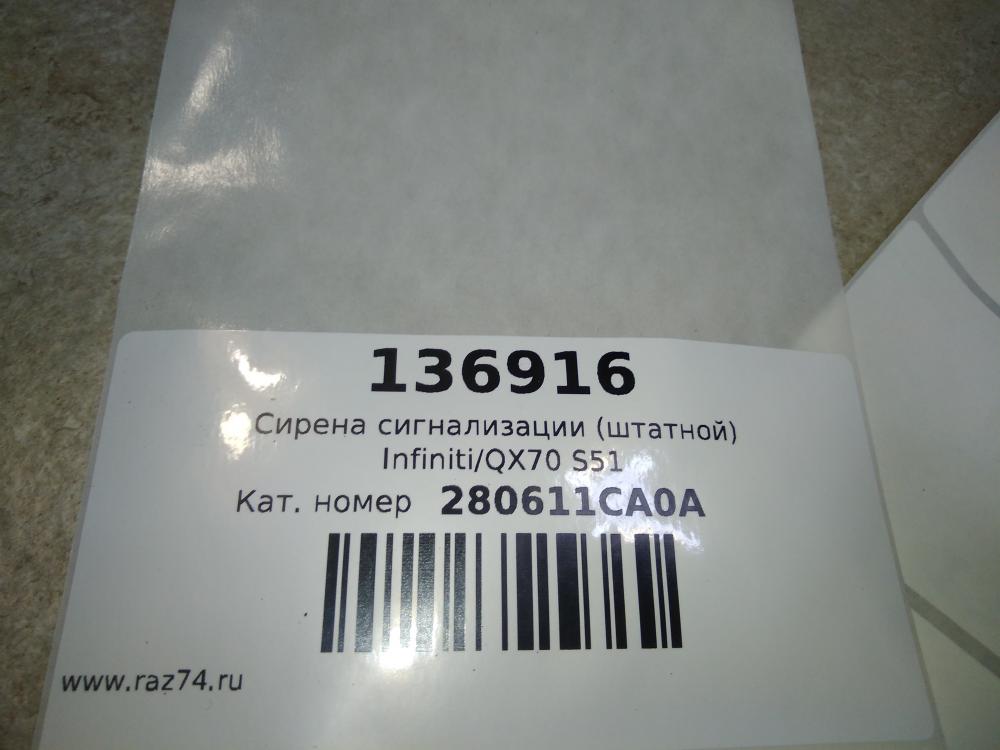 136916
Сирена сигнализации (штатной)
Infiniti/QX70 S51
Кат. номер 280611CA0A
www.raz74.ru